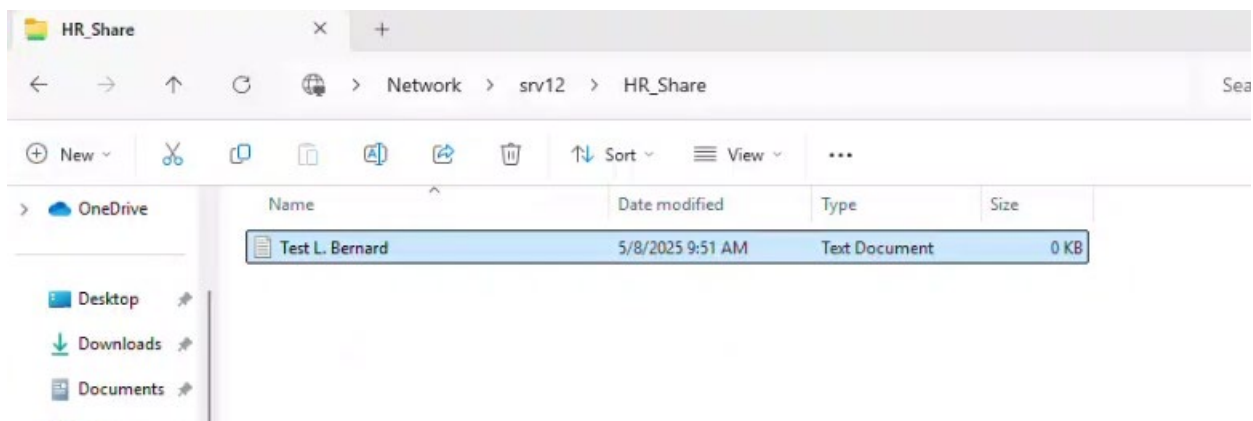 HR_Share
Network > srv12 > HR_Share Sea
New Sort View ...
OneDrive
Name Date modified Type Size
Test L. Bernard 5/8/2025 9:51 AM Text Document 0 KB
Desktop
Downloads
Documents